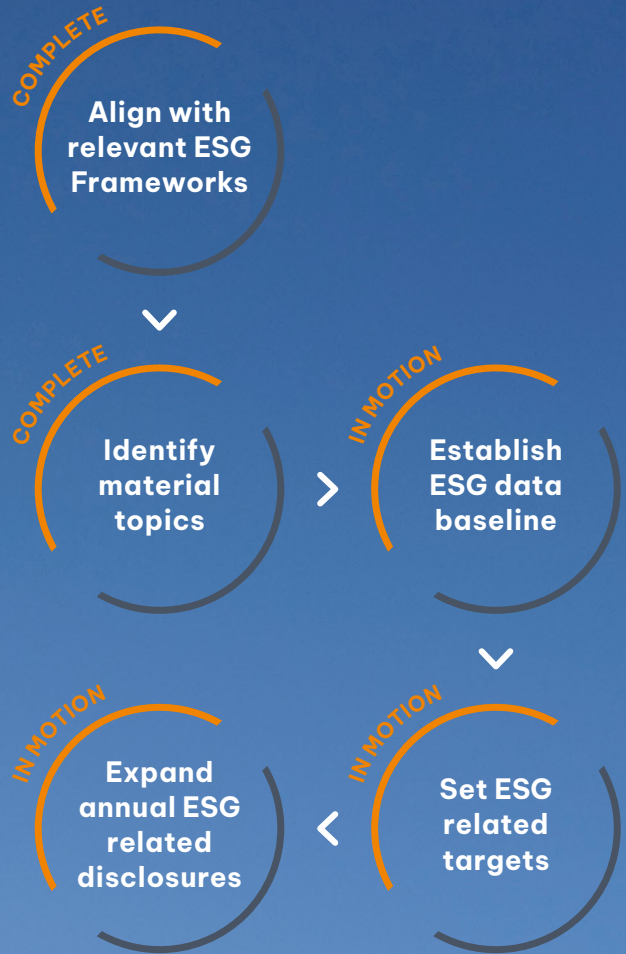 COMPLETE
Align with
relevant ESG
Frameworks
COMPLETE
Identify
material
topics
IN MOTION
Establish
ESG data
baseline
IN MOTION
Set ESG
related
targets
IN MOTION
Expand
annual ESG
related
disclosures